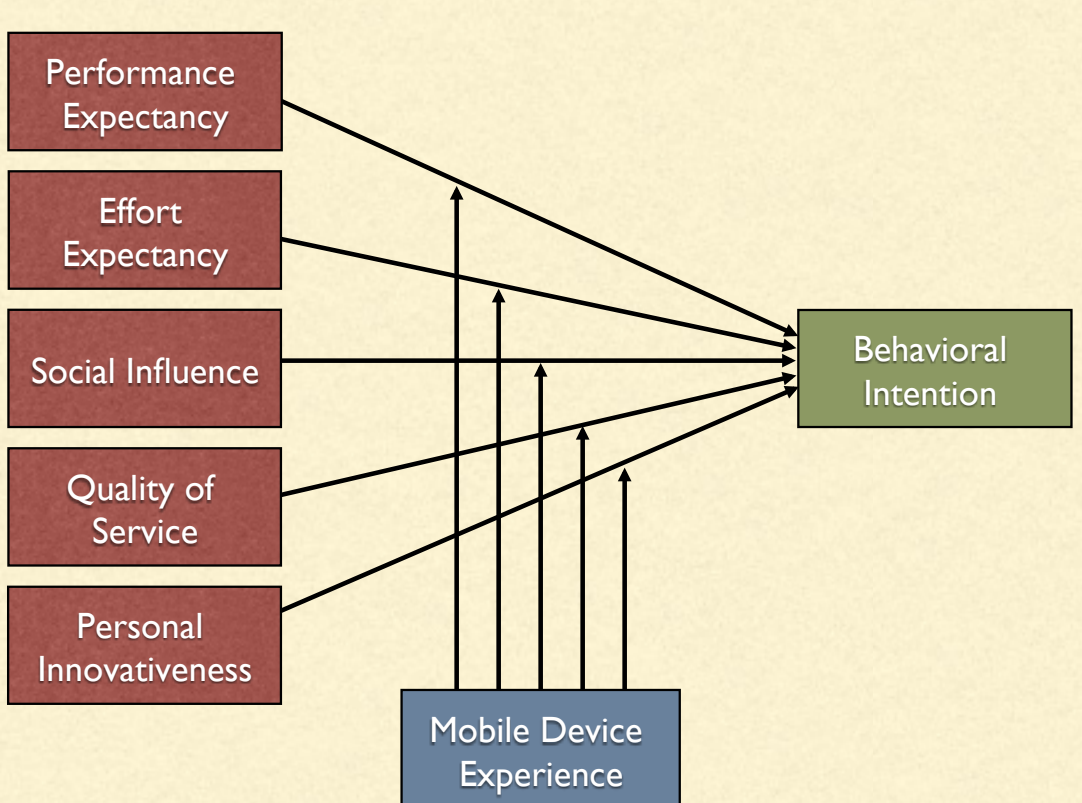 Performance
Expectancy
Effort
Expectancy
Social Influence
Quality of
Service
Personal
Innovativeness
Behavioral
Intention
Mobile Device
Experience